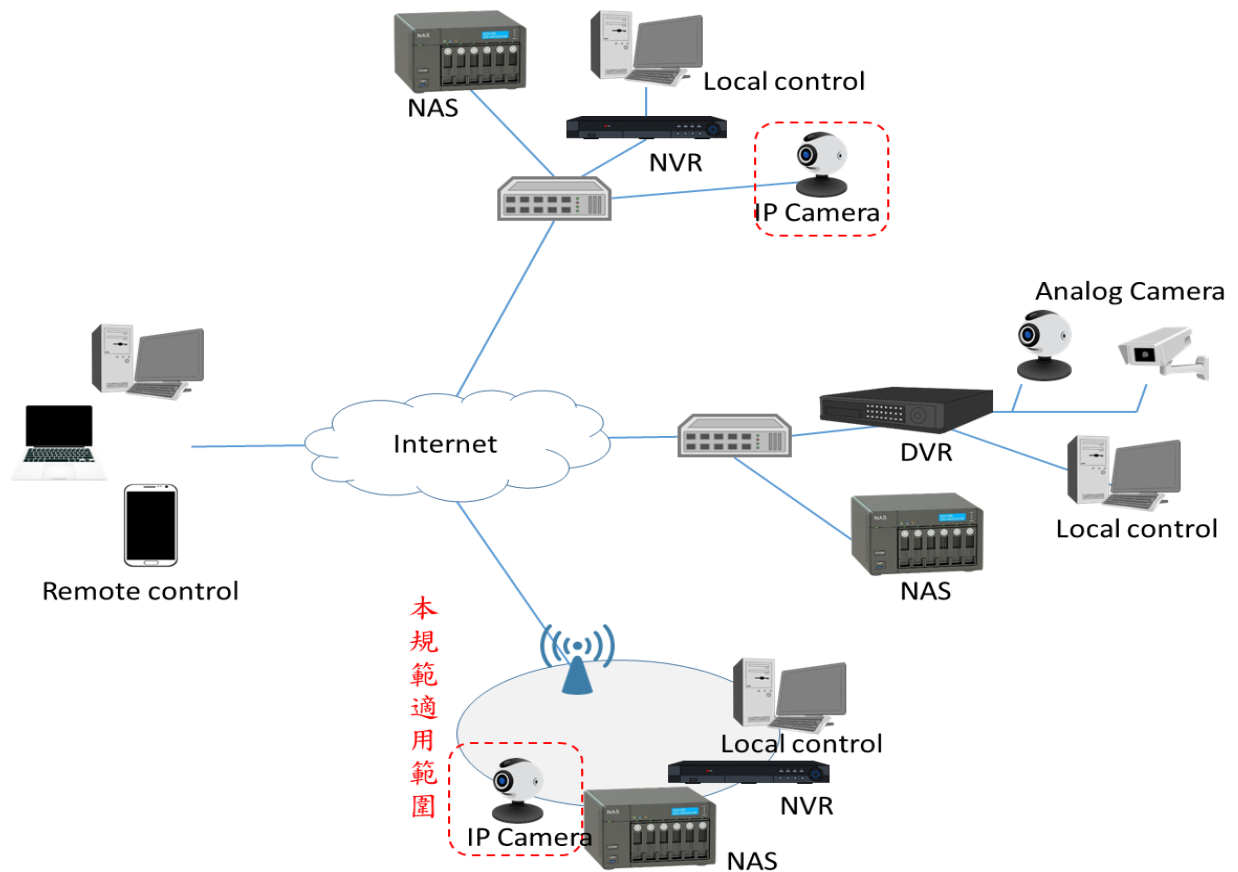 NAS
Local control
NVR
IP Camera
Analog Camera
Internet
DVR
Local control
NAS
Remote control
本規範適用範圍
Local control
NVR
IP Camera
NAS